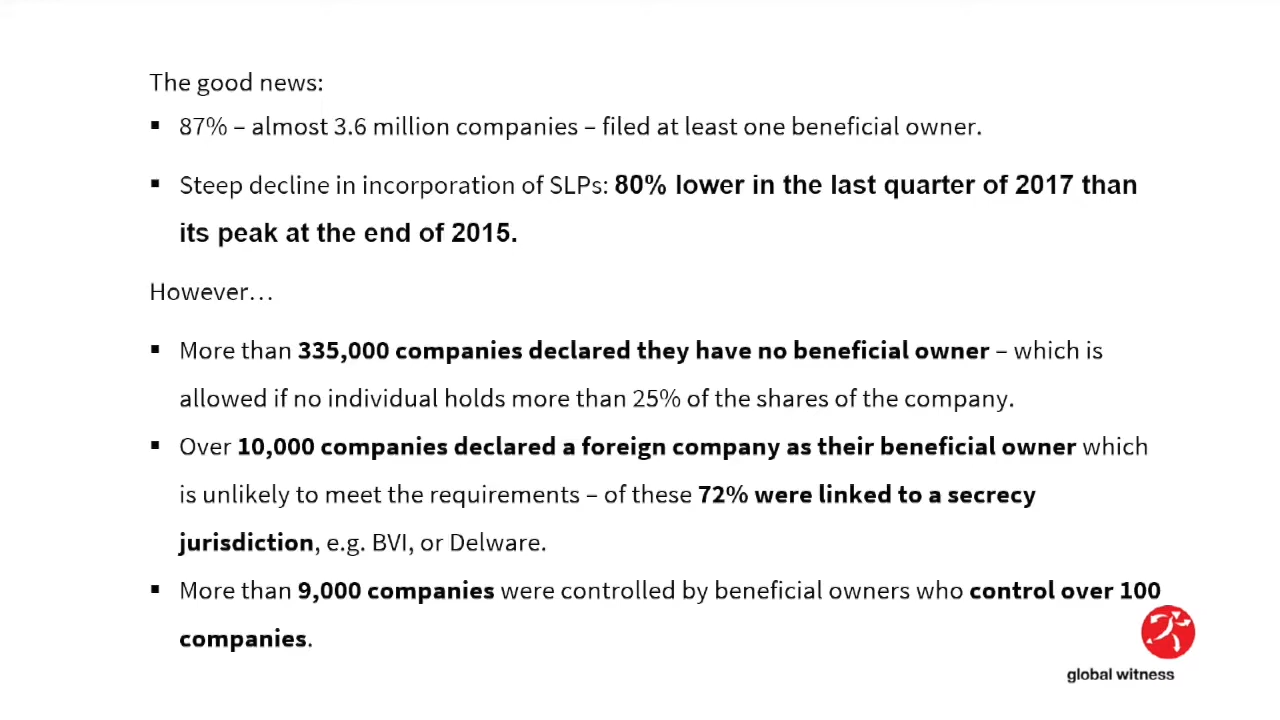 The good news:
▪ 87% – almost 3.6 million companies – filed at least one beneficial owner.
▪ Steep decline in incorporation of SLPs: 80% lower in the last quarter of 2017 than
its peak at the end of 2015.
However…
▪ More than 335,000 companies declared they have no beneficial owner – which is
allowed if no individual holds more than 25% of the shares of the company.
▪ Over 10,000 companies declared a foreign company as their beneficial owner which
is unlikely to meet the requirements – of these 72% were linked to a secrecy
jurisdiction, e.g. BVI, or Delware.
▪ More than 9,000 companies were controlled by beneficial owners who control over 100
companies.
global witness